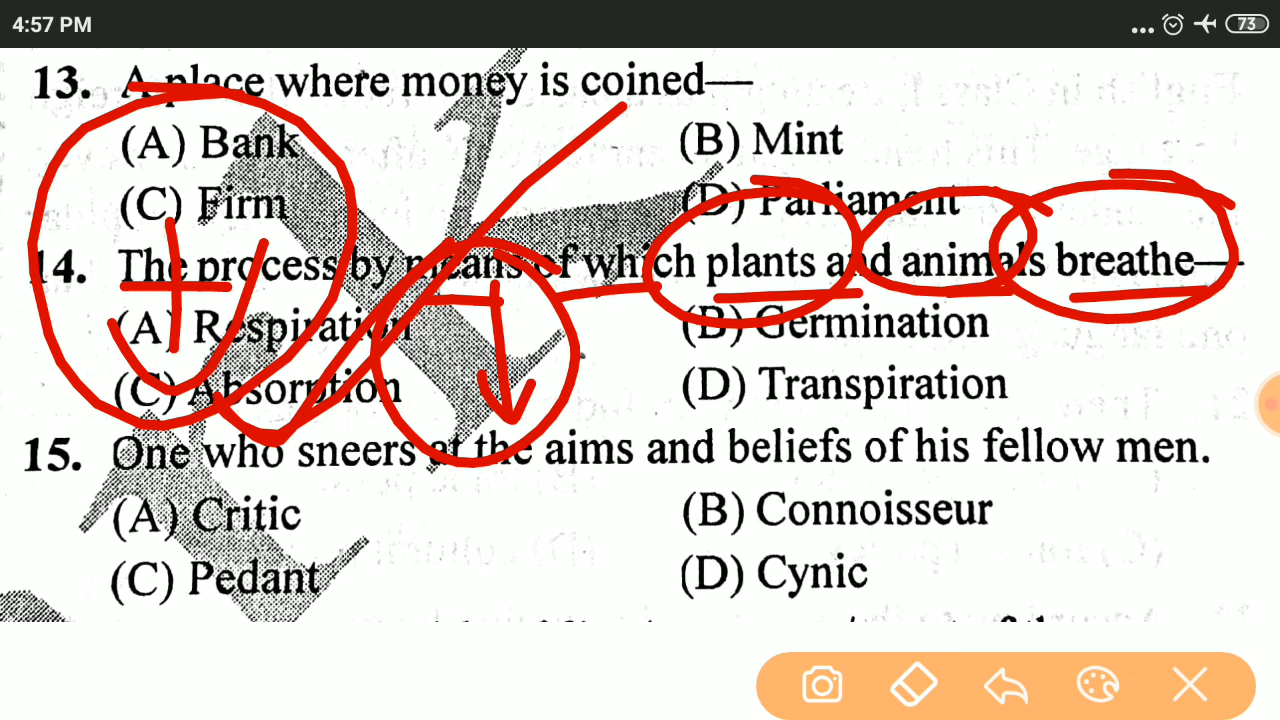 4:57 PM
73
13. A place where money is coined—
(A) Bank (B) Mint
(C) Firm (D) Parliament
14. The process by means of which plants and animals breathe—
(A) Respiration (B) Germination
(C) Absorption (D) Transpiration
15. One who sneers at the aims and beliefs of his fellow men.
(A) Critic (B) Connoisseur
(C) Pedant (D) Cynic